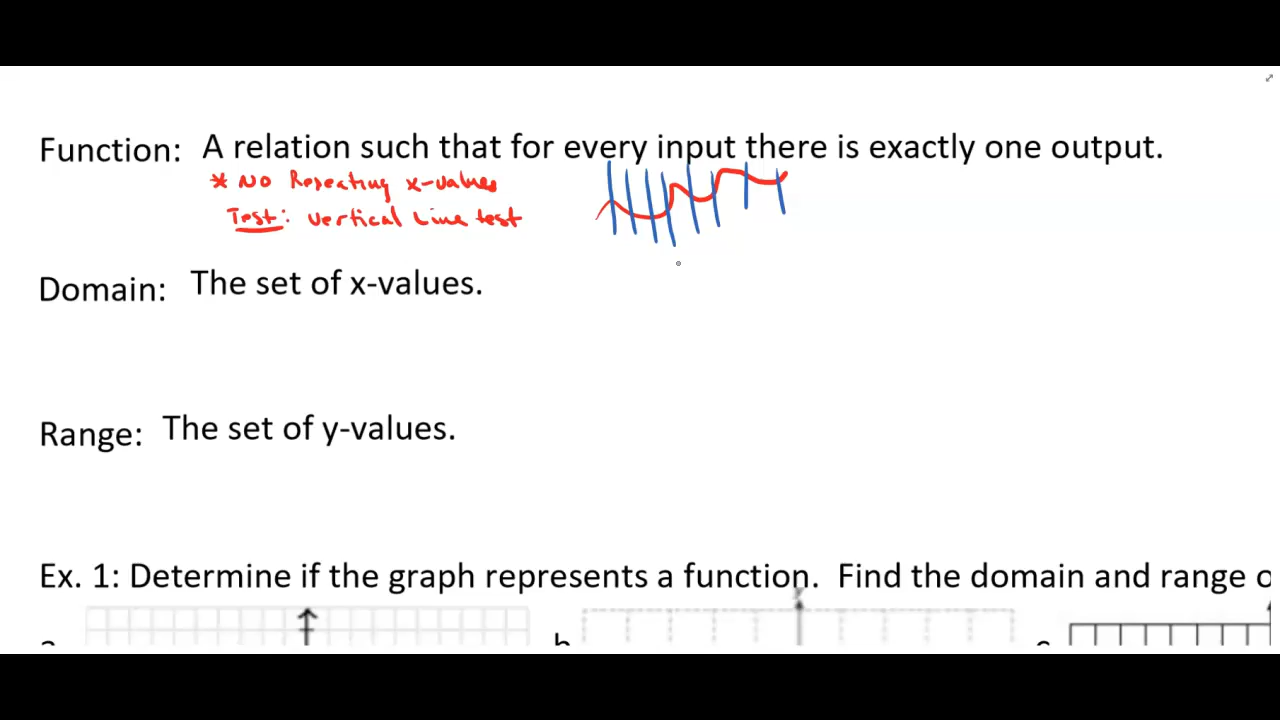 Function: A relation such that for every input there is exactly one output.
* No Repeating x-values
Test: Vertical Line test
Domain: The set of x-values.
Range: The set of y-values.
Ex. 1: Determine if the graph represents a function. Find the domain and range o